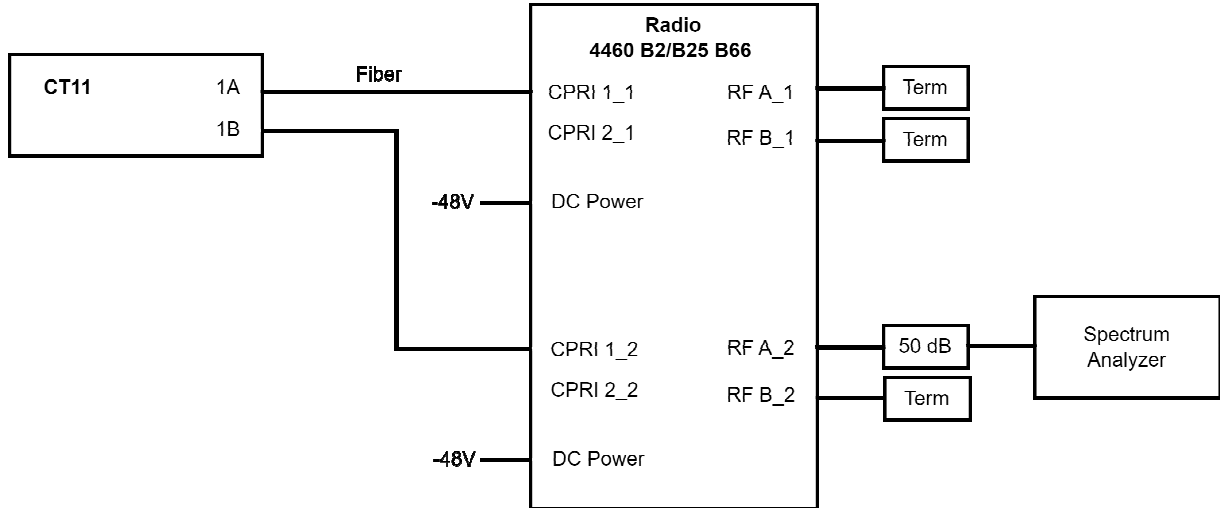 Radio
4460 B2/B25 B66
CT11
1A
1B
Fiber
CPRI 1_1
CPRI 2_1
-48V
DC Power
RF A_1
Term
RF B_1
Term
CPRI 1_2
CPRI 2_2
-48V
DC Power
RF A_2
50 dB
Spectrum
Analyzer
RF B_2
Term